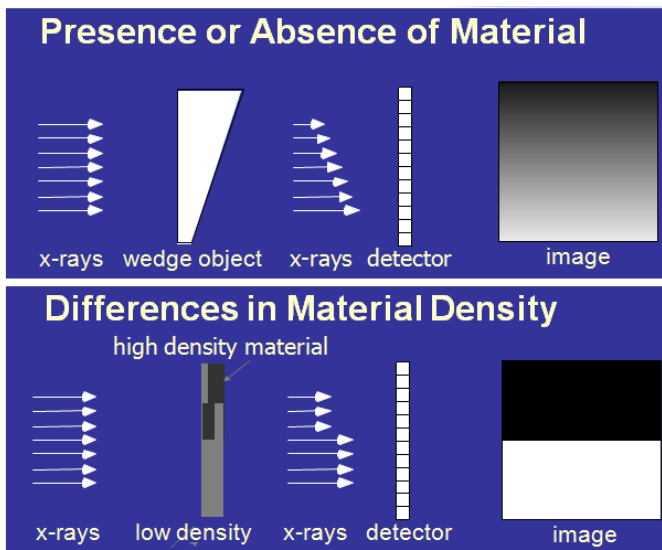 Presence or Absence of Material
x-rays wedge object x-rays detector image
Differences in Material Density
high density material
x-rays low density x-rays detector image